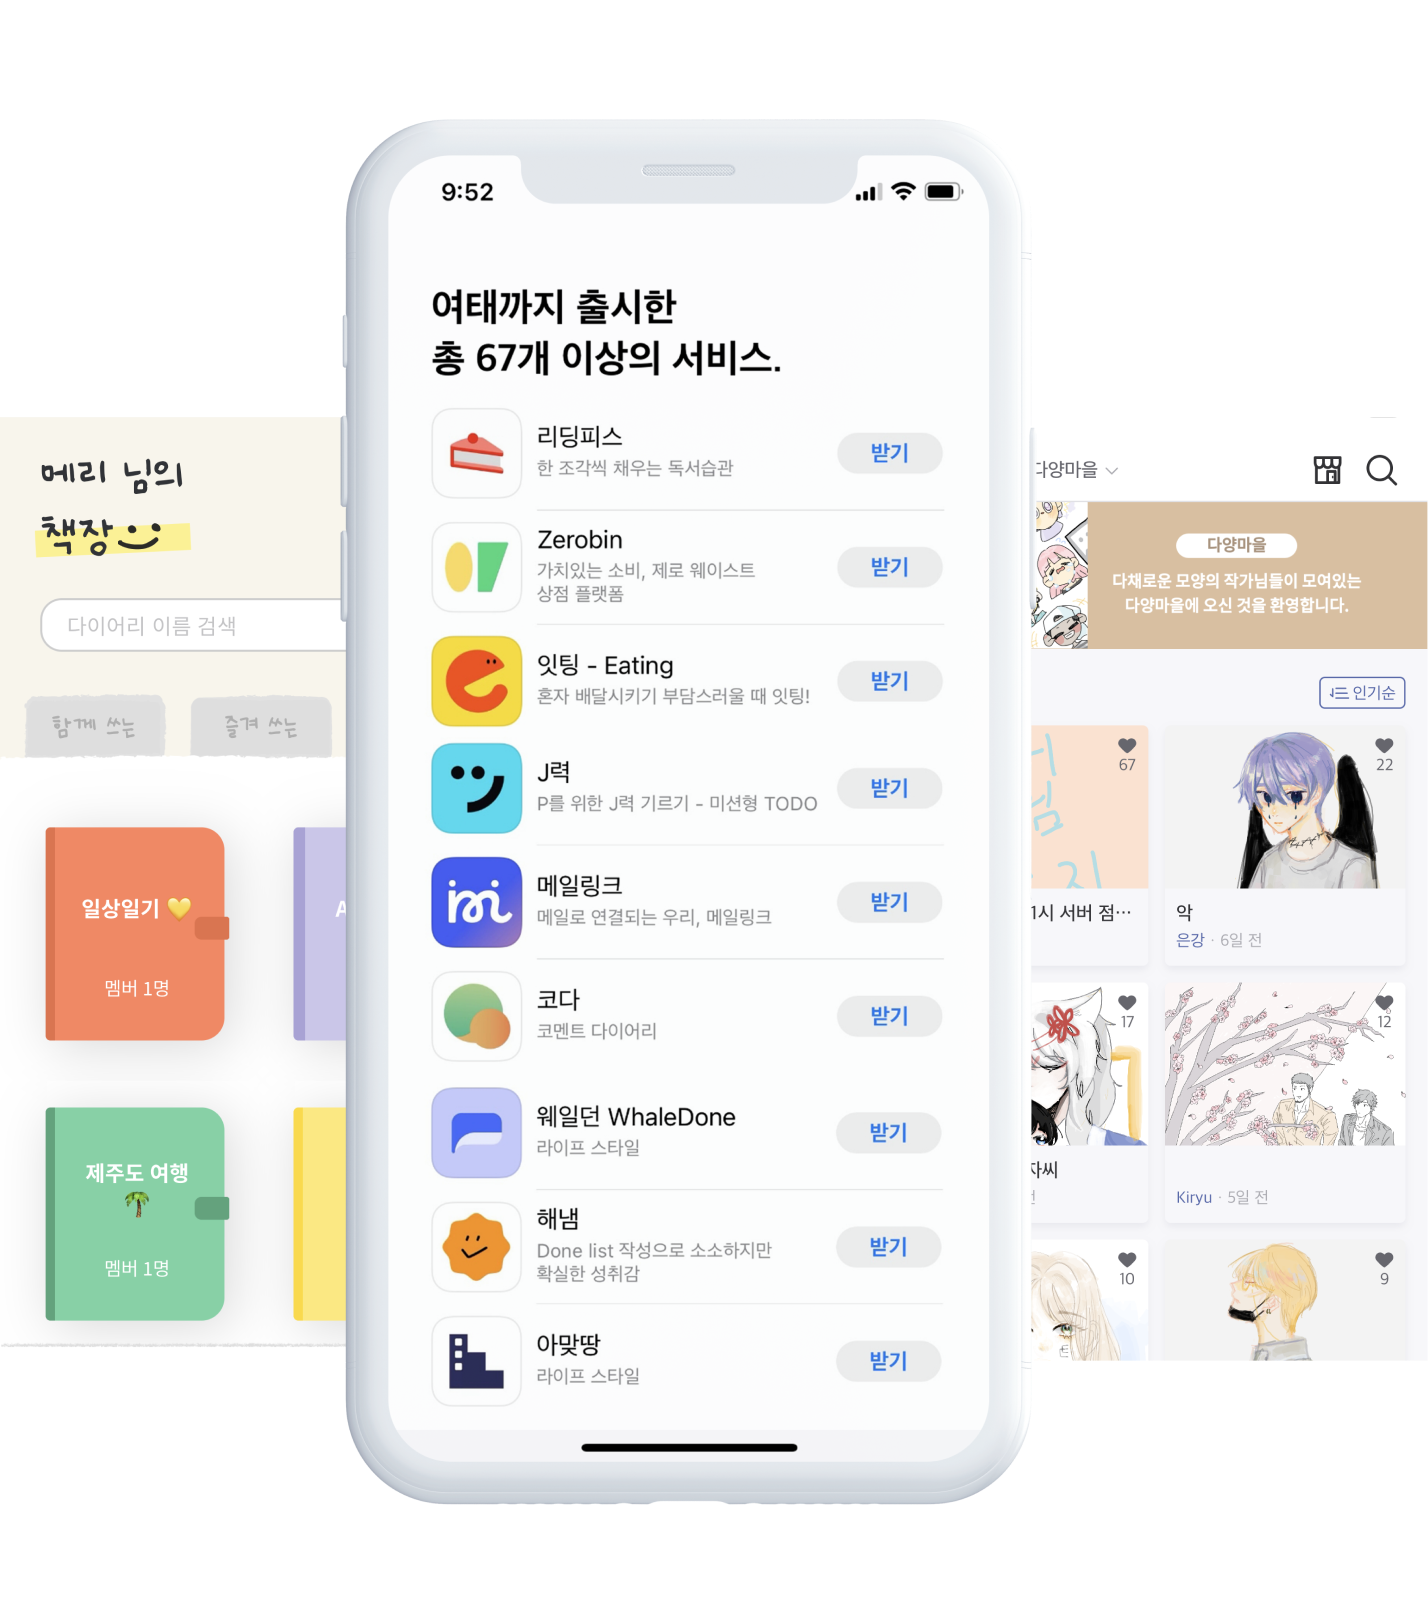 9:52
여태까지 출시한
총 67개 이상의 서비스.
리딩피스
한 조각씩 채우는 독서습관
받기
Zerobin
가치있는 소비, 제로 웨이스트
상점 플랫폼
받기
잇팅 - Eating
혼자 배달시키기 부담스러울 때 잇팅!
받기
J력
P를 위한 J력 기르기 - 미션형 TODO
받기
메일링크
메일로 연결되는 우리, 메일링크
받기
코다
코멘트 다이어리
받기
웨일던 WhaleDone
라이프 스타일
받기
해냄
Done list 작성으로 소소하지만
확실한 성취감
받기
아맞땅
라이프 스타일
받기
메리 님의
책장
다이어리 이름 검색
함께 쓰는
즐겨 쓰는
일상일기 💛
멤버 1명
제주도 여행
🌴
멤버 1명
다양마을
다양마을
다채로운 모양의 작가님들이 모여있는
다양마을에 오신 것을 환영합니다.
인기순
67
1시 서버 점…
22
악
은강 · 6일 전
17
자씨
12
Kiryu · 5일 전
10
9